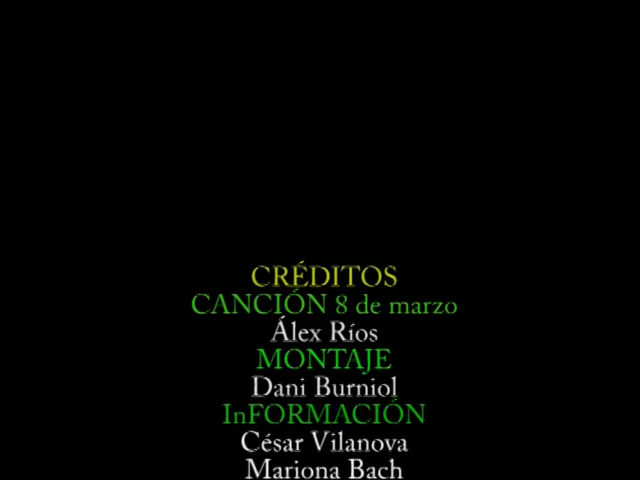 CRÉDITOS
CANCIÓN 8 de marzo
Álex Ríos
MONTAJE
Dani Burniol
InFORMACIÓN
César Vilanova
Mariona Bach